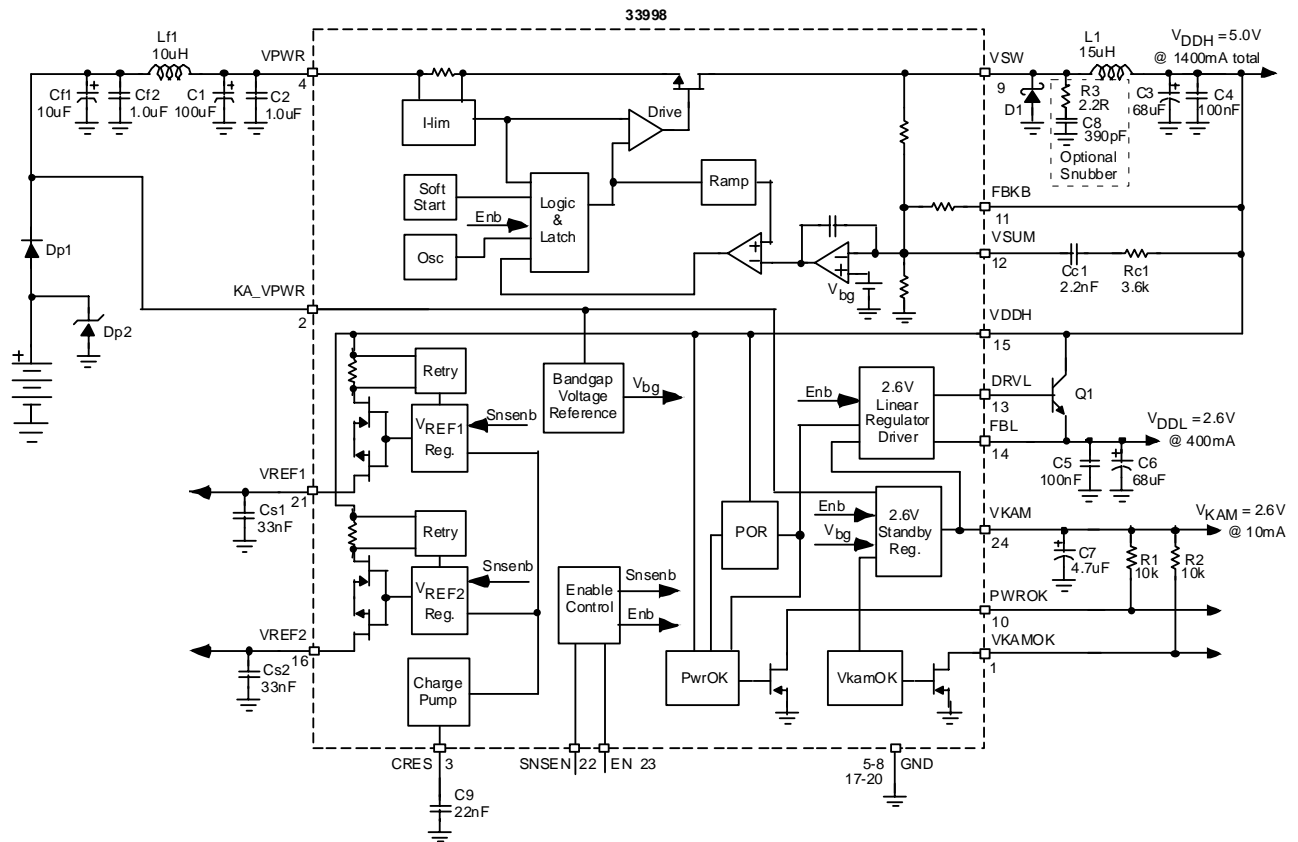 33998
Lf1
10uH
VPWR
4
Cf1
10uF
Cf2
1.0uF
C1
100uF
C2
1.0uF
I-lim
Drive
VSW
9
D1
L1
15uH
VDDH = 5.0V
@ 1400mA total
R3
2.2R
C8
390pF
Optional
Snubber
C3
68uF
C4
100nF
Soft
Start
Enb
Osc
Logic
&
Latch
Ramp
Vbg
FBKB
11
VSUM
12
Cc1
2.2nF
Rc1
3.6k
Dp1
Dp2
KA_VPWR
2
VDDH
15
Retry
VREF1
Reg.
Snsenb
Bandgap
Voltage
Reference
Vbg
Enb
2.6V
Linear
Regulator
Driver
DRVL
13
Q1
FBL
14
VDDL = 2.6V
@ 400mA
C5
100nF
C6
68uF
VREF1
21
Cs1
33nF
Retry
VREF2
Reg.
Snsenb
POR
Enb
Vbg
2.6V
Standby
Reg.
VKAM
24
VKAM = 2.6V
@ 10mA
C7
4.7uF
R1
10k
R2
10k
Enable
Control
Snsenb
Enb
PWROK
10
VKAMOK
1
VREF2
16
Cs2
33nF
Charge
Pump
PwrOK
VkamOK
CRES
3
SNSEN
22
EN
23
5-8
17-20
GND
C9
22nF